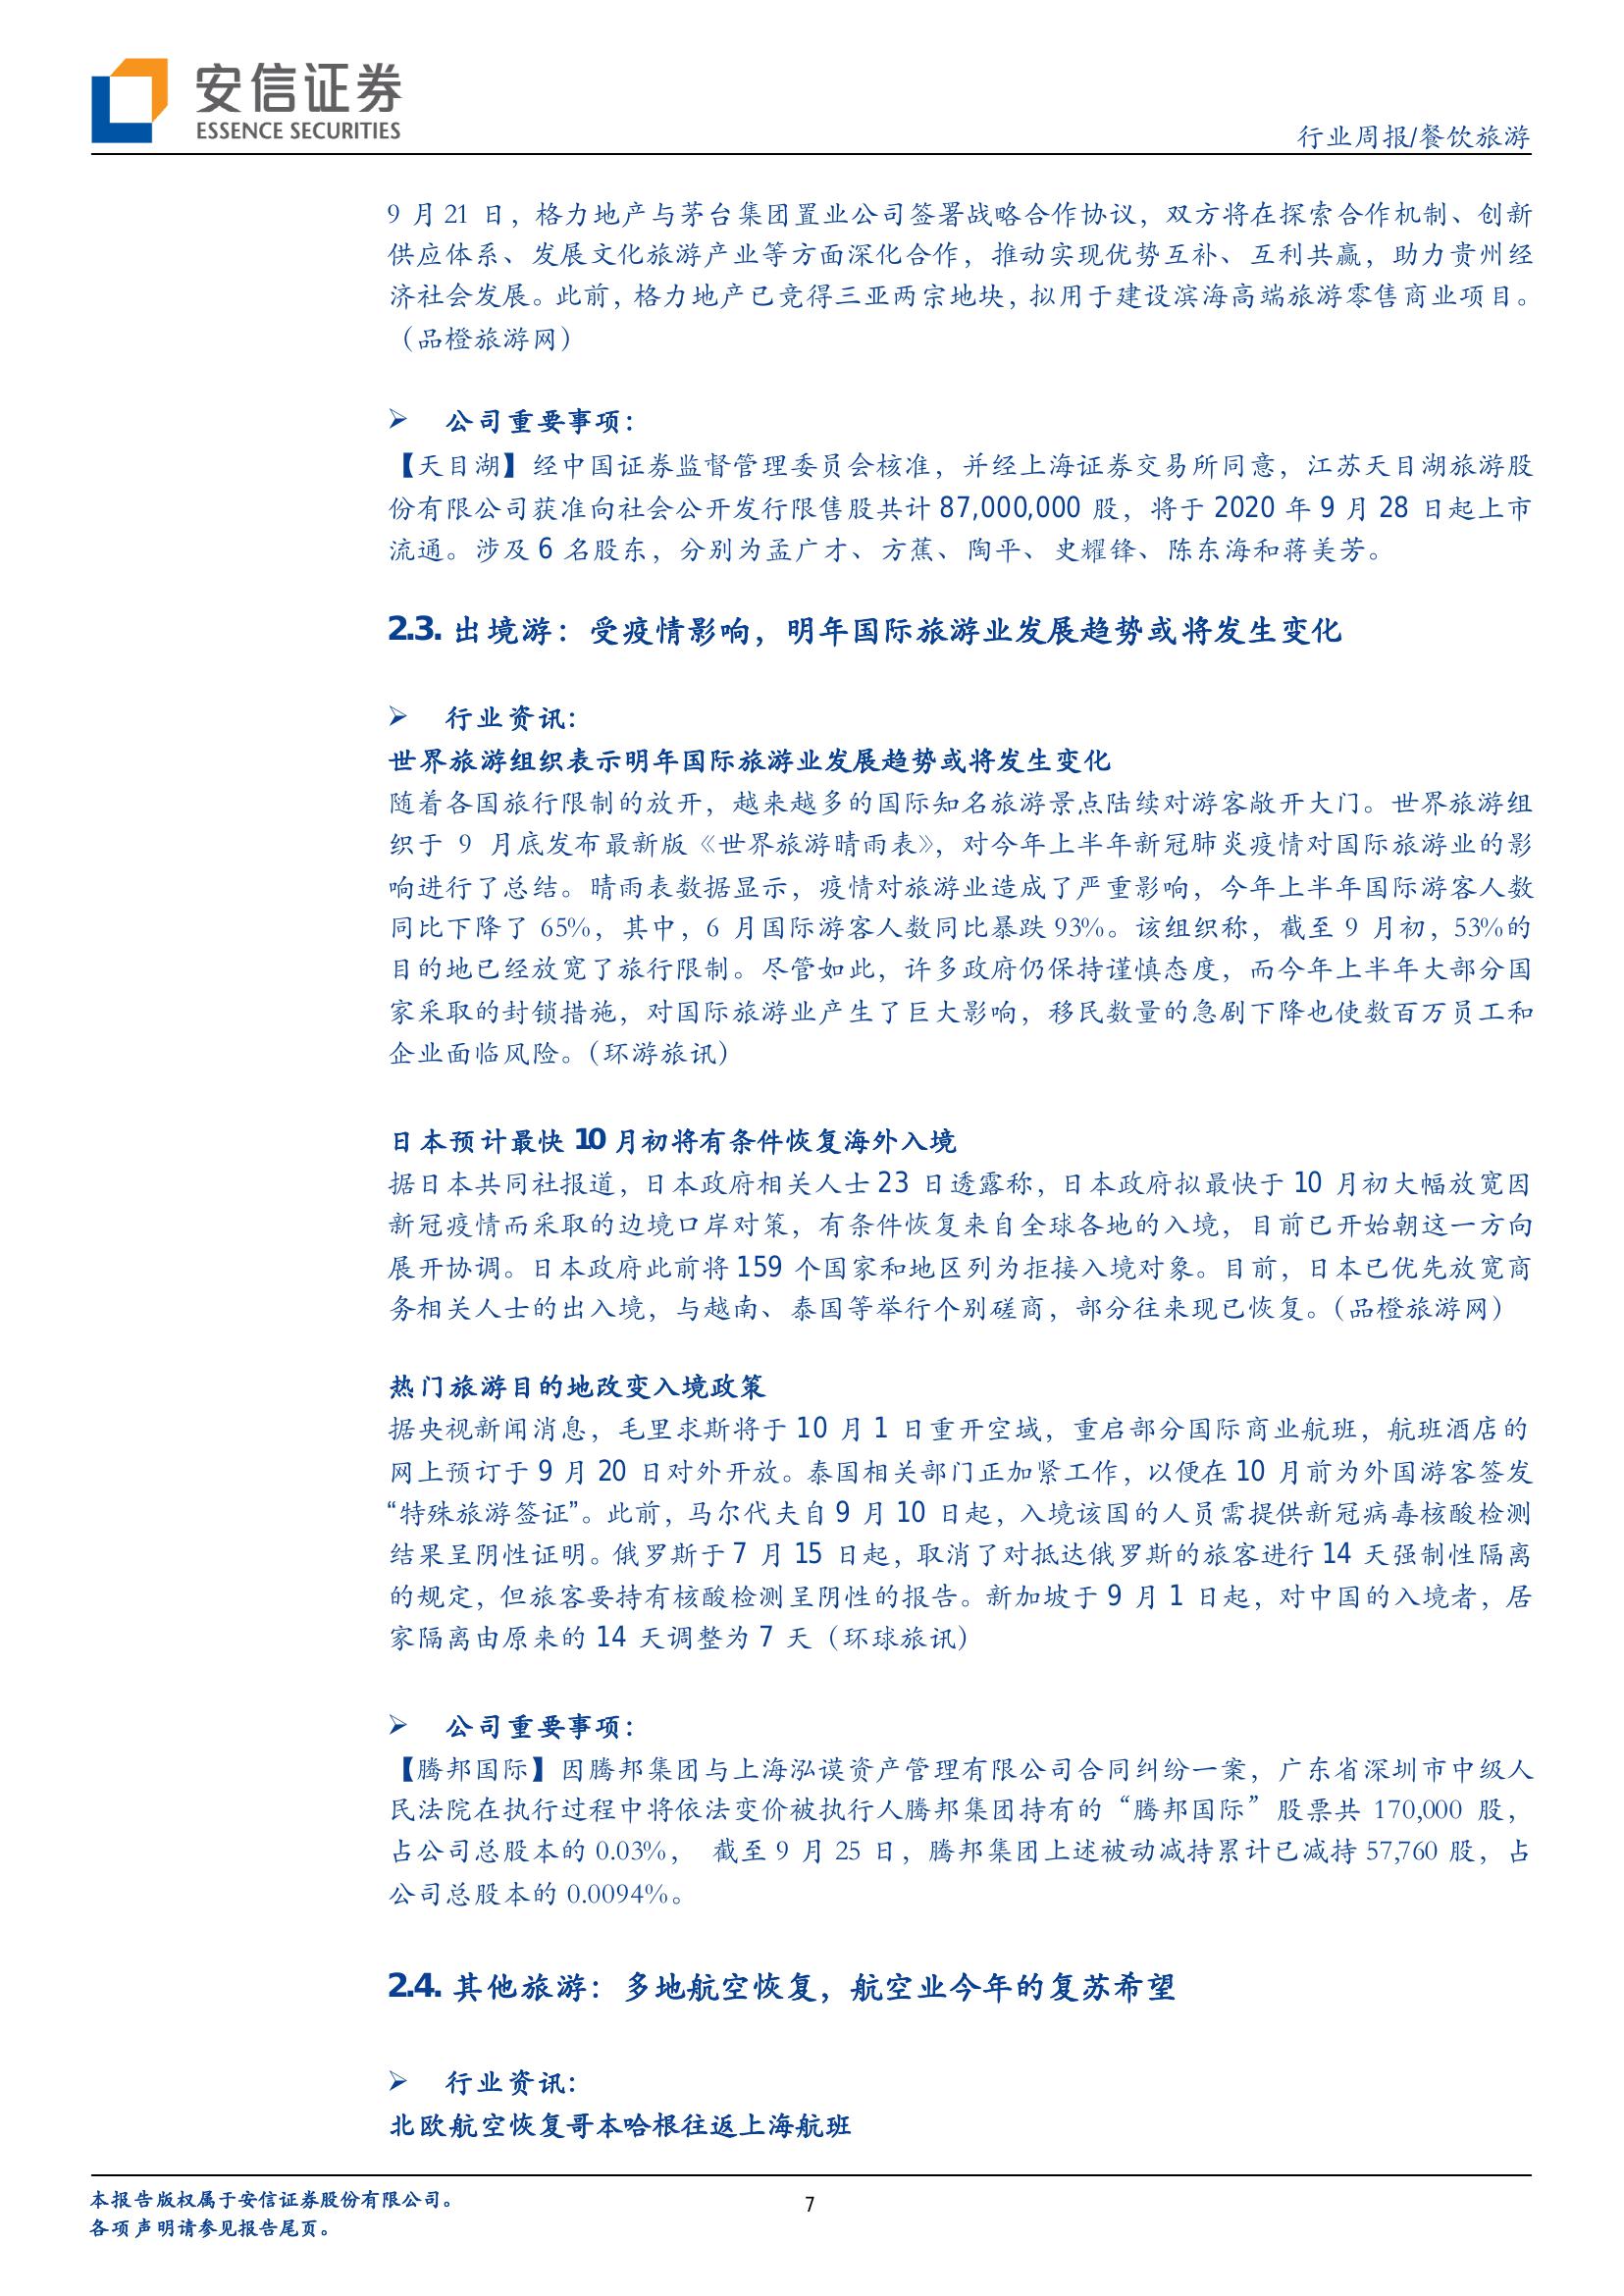 安信证券
ESSENCE SECURITIES
行业周报/餐饮旅游
9 月 21 日，格力地产与茅台集团置业公司签署战略合作协议，双方将在探索合作机制、创新
供应体系、发展文化旅游产业等方面深化合作，推动实现优势互补、互利共赢，助力贵州经
济社会发展。此前，格力地产已竞得三亚两宗地块，拟用于建设滨海高端旅游零售商业项目。
（品橙旅游网）
➢ 公司重要事项：
【天目湖】经中国证券监督管理委员会核准，并经上海证券交易所同意，江苏天目湖旅游股
份有限公司获准向社会公开发行限售股共计 87,000,000 股，将于 2020 年 9 月 28 日起上市
流通。涉及 6 名股东，分别为孟广才、方蕉、陶平、史耀锋、陈东海和蒋美芳。
2.3. 出境游：受疫情影响，明年国际旅游业发展趋势或将发生变化
➢ 行业资讯：
世界旅游组织表示明年国际旅游业发展趋势或将发生变化
随着各国旅行限制的放开，越来越多的国际知名旅游景点陆续对游客敞开大门。世界旅游组
织于 9 月底发布最新版《世界旅游晴雨表》，对今年上半年新冠肺炎疫情对国际旅游业的影
响进行了总结。晴雨表数据显示，疫情对旅游业造成了严重影响，今年上半年国际游客人数
同比下降了 65%，其中，6 月国际游客人数同比暴跌 93%。该组织称，截至 9 月初，53%的
目的地已经放宽了旅行限制。尽管如此，许多政府仍保持谨慎态度，而今年上半年大部分国
家采取的封锁措施，对国际旅游业产生了巨大影响，移民数量的急剧下降也使数百万员工和
企业面临风险。（环游旅讯）
日本预计最快 10 月初将有条件恢复海外入境
据日本共同社报道，日本政府相关人士 23 日透露称，日本政府拟最快于 10 月初大幅放宽因
新冠疫情而采取的边境口岸对策，有条件恢复来自全球各地的入境，目前已开始朝这一方向
展开协调。日本政府此前将 159 个国家和地区列为拒接入境对象。目前，日本已优先放宽商
务相关人士的出入境，与越南、泰国等举行个别磋商，部分往来现已恢复。（品橙旅游网）
热门旅游目的地改变入境政策
据央视新闻消息，毛里求斯将于 10 月 1 日重开空域，重启部分国际商业航班，航班酒店的
网上预订于 9 月 20 日对外开放。泰国相关部门正加紧工作，以便在 10 月前为外国游客签发
“特殊旅游签证”。此前，马尔代夫自 9 月 10 日起，入境该国的人员需提供新冠病毒核酸检测
结果呈阴性证明。俄罗斯于 7 月 15 日起，取消了对抵达俄罗斯的旅客进行 14 天强制性隔离
的规定，但旅客要持有核酸检测呈阴性的报告。新加坡于 9 月 1 日起，对中国的入境者，居
家隔离由原来的 14 天调整为 7 天（环球旅讯）
➢ 公司重要事项：
【腾邦国际】因腾邦集团与上海泓谟资产管理有限公司合同纠纷一案，广东省深圳市中级人
民法院在执行过程中将依法变价被执行人腾邦集团持有的“腾邦国际”股票共 170,000 股，
占公司总股本的 0.03%， 截至 9 月 25 日，腾邦集团上述被动减持累计已减持 57,760 股，占
公司总股本的 0.0094%。
2.4. 其他旅游：多地航空恢复，航空业今年的复苏希望
➢ 行业资讯：
北欧航空恢复哥本哈根往返上海航班
本报告版权属于安信证券股份有限公司。
各项声明请参见报告尾页。
7